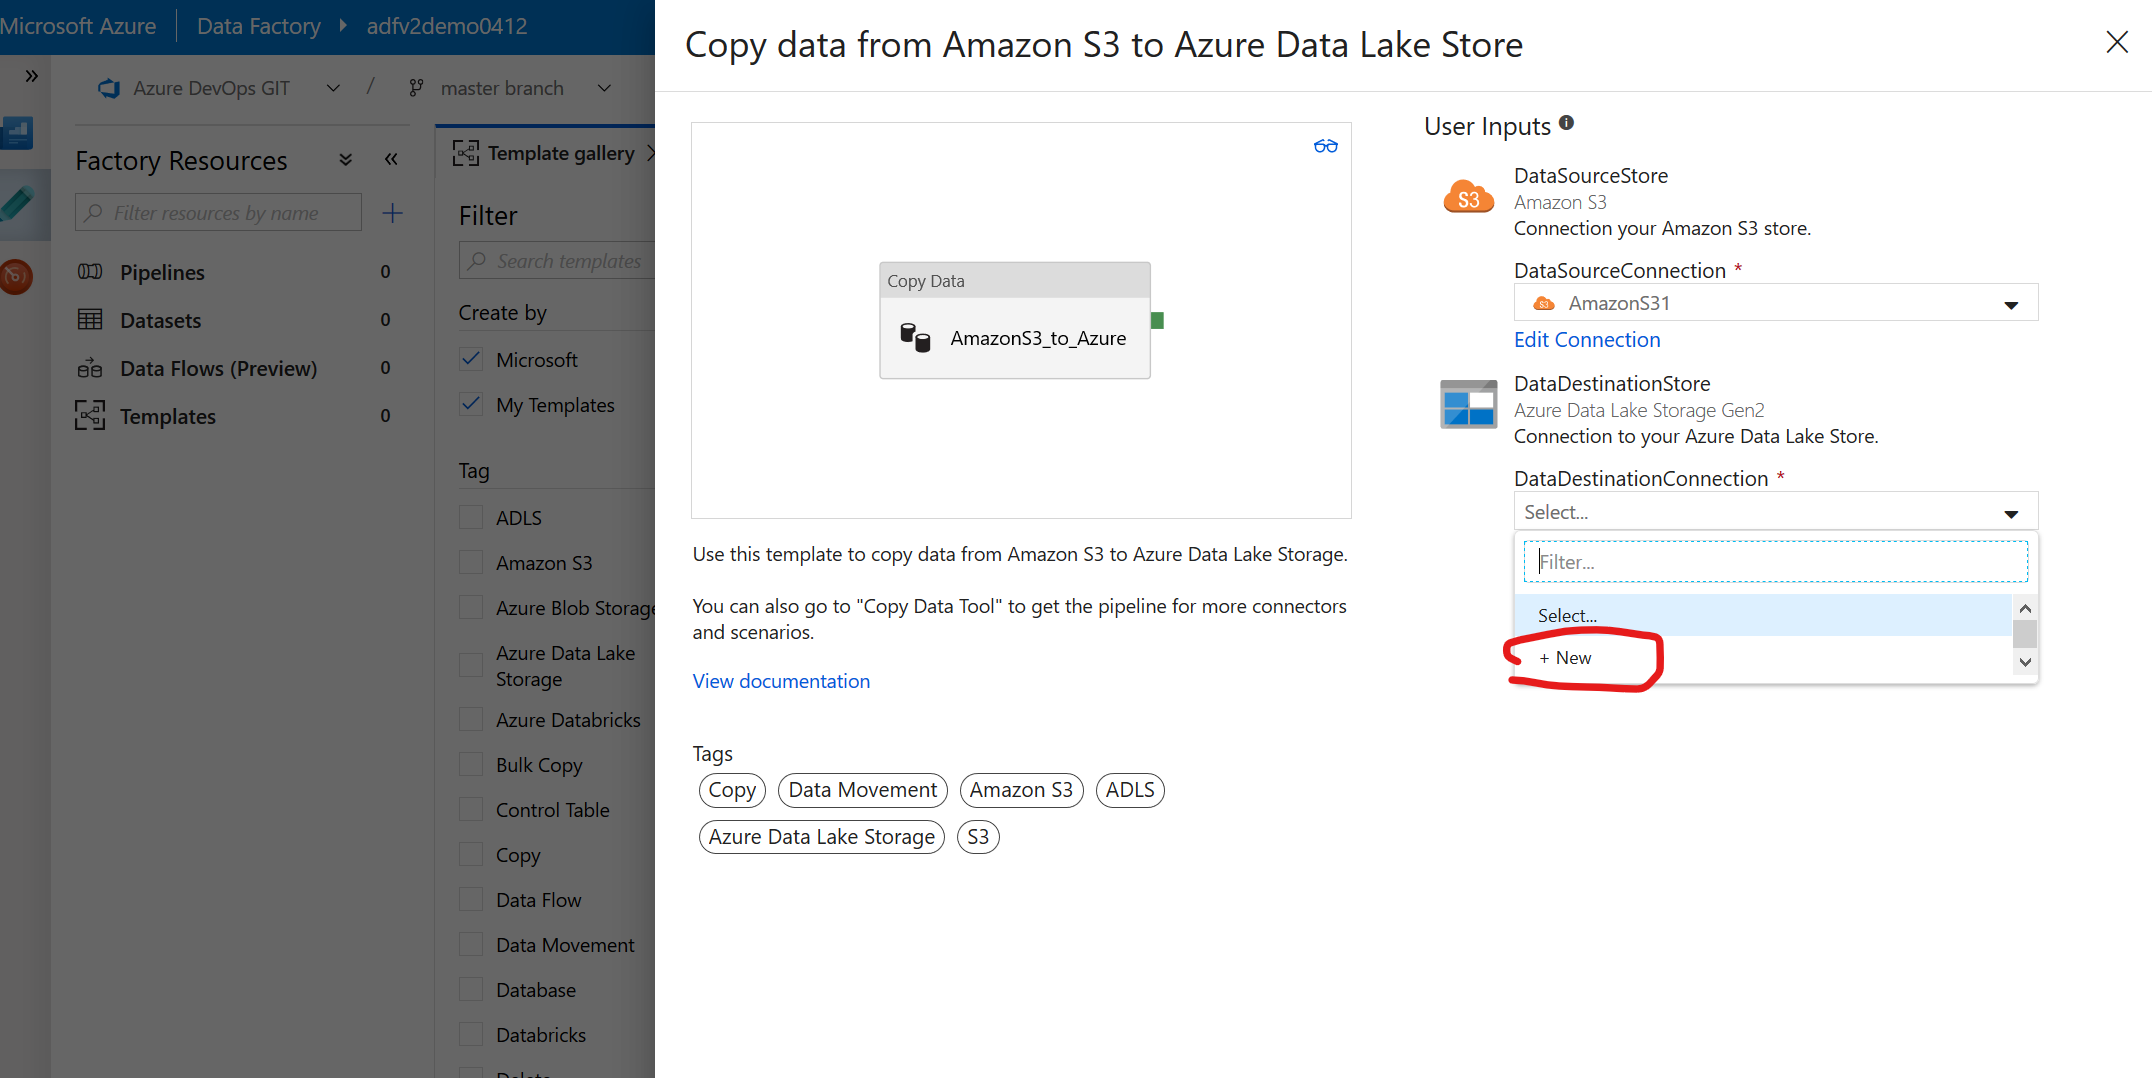 Microsoft Azure
Data Factory
adfv2demo0412
Azure DevOps GIT
/
master branch
Factory Resources
Filter resources by name
Pipelines 0
Datasets 0
Data Flows (Preview) 0
Templates 0
Template gallery
Filter
Search templates
Create by
Microsoft
My Templates
Tag
ADLS
Amazon S3
Azure Blob Storage
Azure Data Lake
Storage
Azure Databricks
Bulk Copy
Control Table
Copy
Data Flow
Data Movement
Database
Databricks
Copy data from Amazon S3 to Azure Data Lake Store
Copy Data
AmazonS3_to_Azure
Use this template to copy data from Amazon S3 to Azure Data Lake Storage.
You can also go to "Copy Data Tool" to get the pipeline for more connectors
and scenarios.
View documentation
Tags
Copy
Data Movement
Amazon S3
ADLS
Azure Data Lake Storage
S3
User Inputs
S3
DataSourceStore
Amazon S3
Connection your Amazon S3 store.
DataSourceConnection *
S3
AmazonS31
Edit Connection
DataDestinationStore
Azure Data Lake Storage Gen2
Connection to your Azure Data Lake Store.
DataDestinationConnection *
Select...
Filter...
Select...
+ New